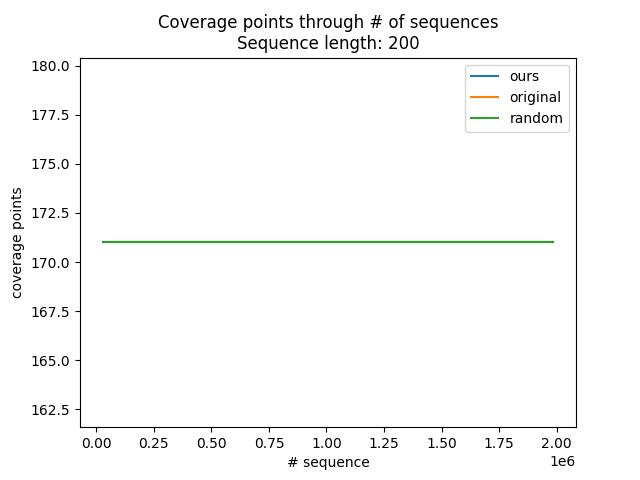 Coverage points through # of sequences
Sequence length: 200
180.0
177.5
175.0
172.5
170.0
167.5
165.0
162.5
coverage points
ours
original
random
0.00 0.25 0.50 0.75 1.00 1.25 1.50 1.75 2.00
1e6
# sequence